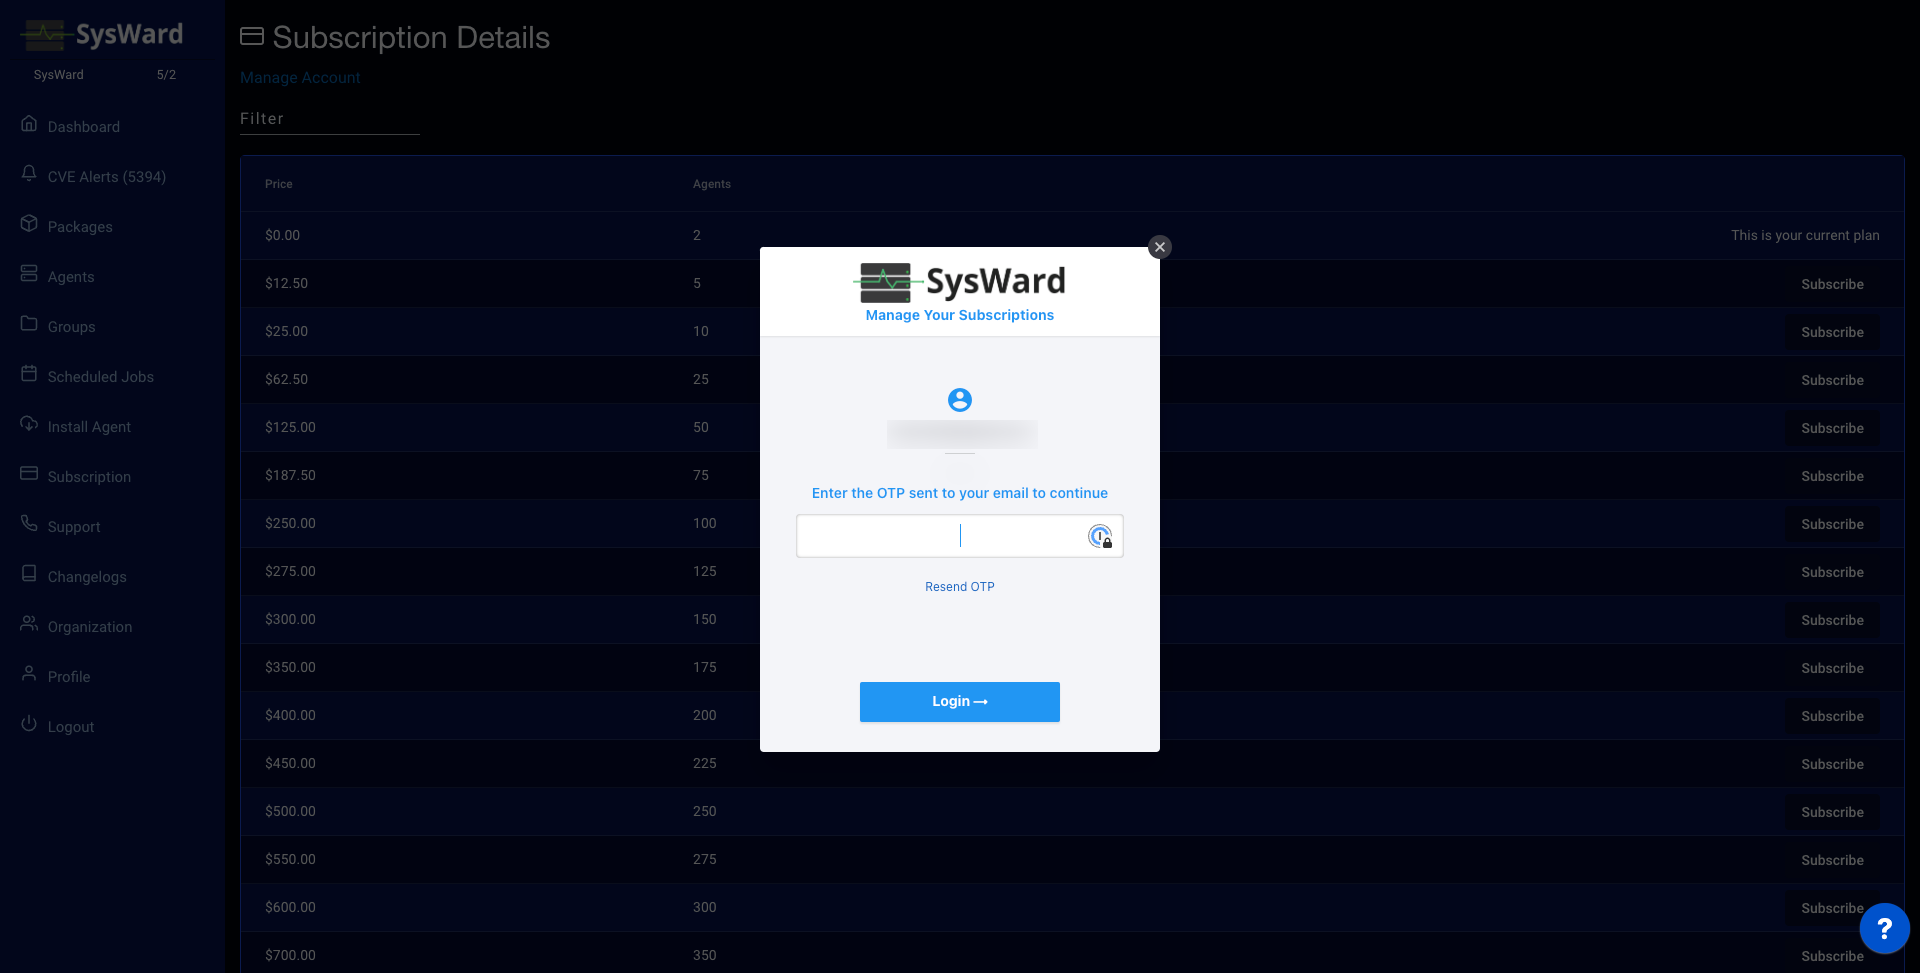 SysWard
SysWard 5/2
Dashboard
CVE Alerts (5394)
Packages
Agents
Groups
Scheduled Jobs
Install Agent
Subscription
Support
Changelogs
Organization
Profile
Logout
Subscription Details
Manage Account
Filter
Price Agents
$0.00 2 This is your current plan
$12.50 5 Subscribe
$25.00 10 Subscribe
$62.50 25 Subscribe
$125.00 50 Subscribe
$187.50 75 Subscribe
$250.00 100 Subscribe
$275.00 125 Subscribe
$300.00 150 Subscribe
$350.00 175 Subscribe
$400.00 200 Subscribe
$450.00 225 Subscribe
$500.00 250 Subscribe
$550.00 275 Subscribe
$600.00 300 Subscribe
$700.00 350 Subscribe
SysWard
Manage Your Subscriptions
Enter the OTP sent to your email to continue
Resend OTP
Login →
?